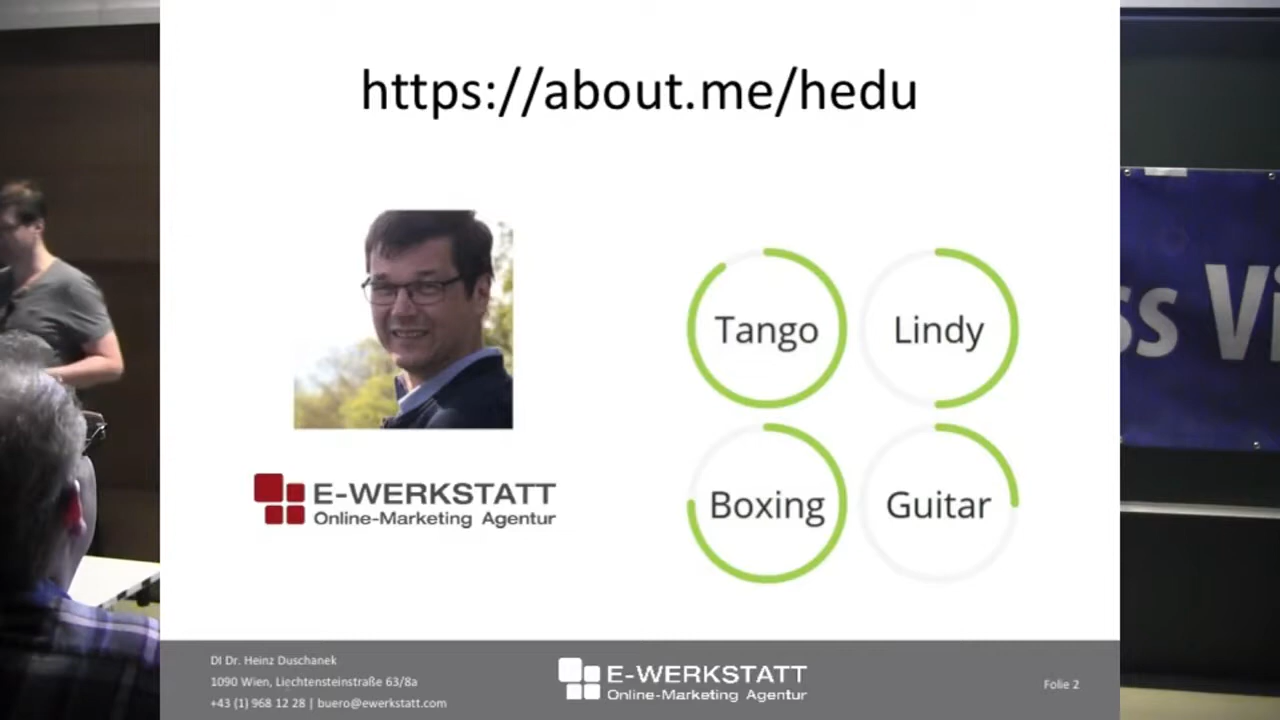 https://about.me/hedu
Tango
Lindy
Boxing
Guitar
E-WERKSTATT
Online-Marketing Agentur
DI Dr. Heinz Duschanek
1090 Wien, Liechtensteinstraße 63/8a
+43 (1) 968 12 28 | buero@ewerkstatt.com
E-WERKSTATT
Online-Marketing Agentur
Folie 2